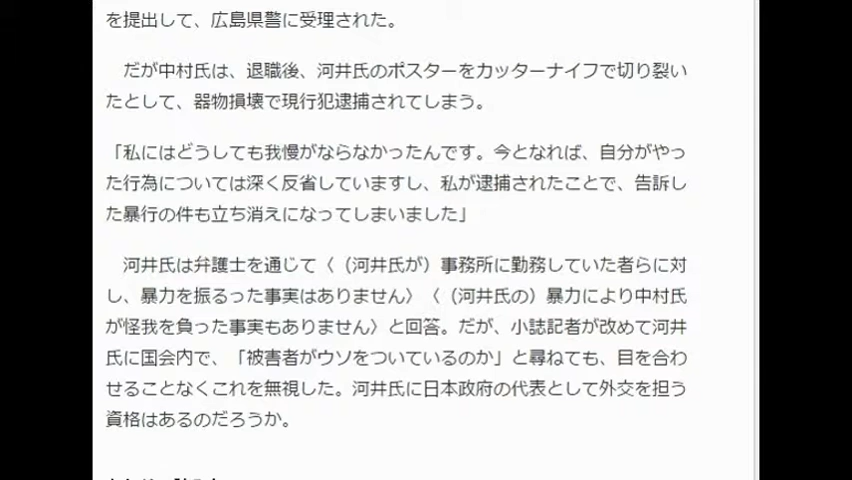 を提出して、広島県警に受理された。
だが中村氏は、退職後、河井氏のポスターをカッターナイフで切り裂い
たとして、器物損壊で現行犯逮捕されてしまう。
「私にはどうしても我慢がならなかったんです。今となれば、自分がやっ
た行為については深く反省していますし、私が逮捕されたことで、告訴し
た暴行の件も立ち消えになってしまいました」
河井氏は弁護士を通じて〈（河井氏が）事務所に勤務していた者らに対
し、暴力を振るった事実はありません〉〈（河井氏の）暴力により中村氏
が怪我を負った事実もありません〉と回答。だが、小誌記者が改めて河井
氏に国会内で、「被害者がウソをついているのか」と尋ねても、目を合わ
せることなくこれを無視した。河井氏に日本政府の代表として外交を担う
資格はあるのだろうか。